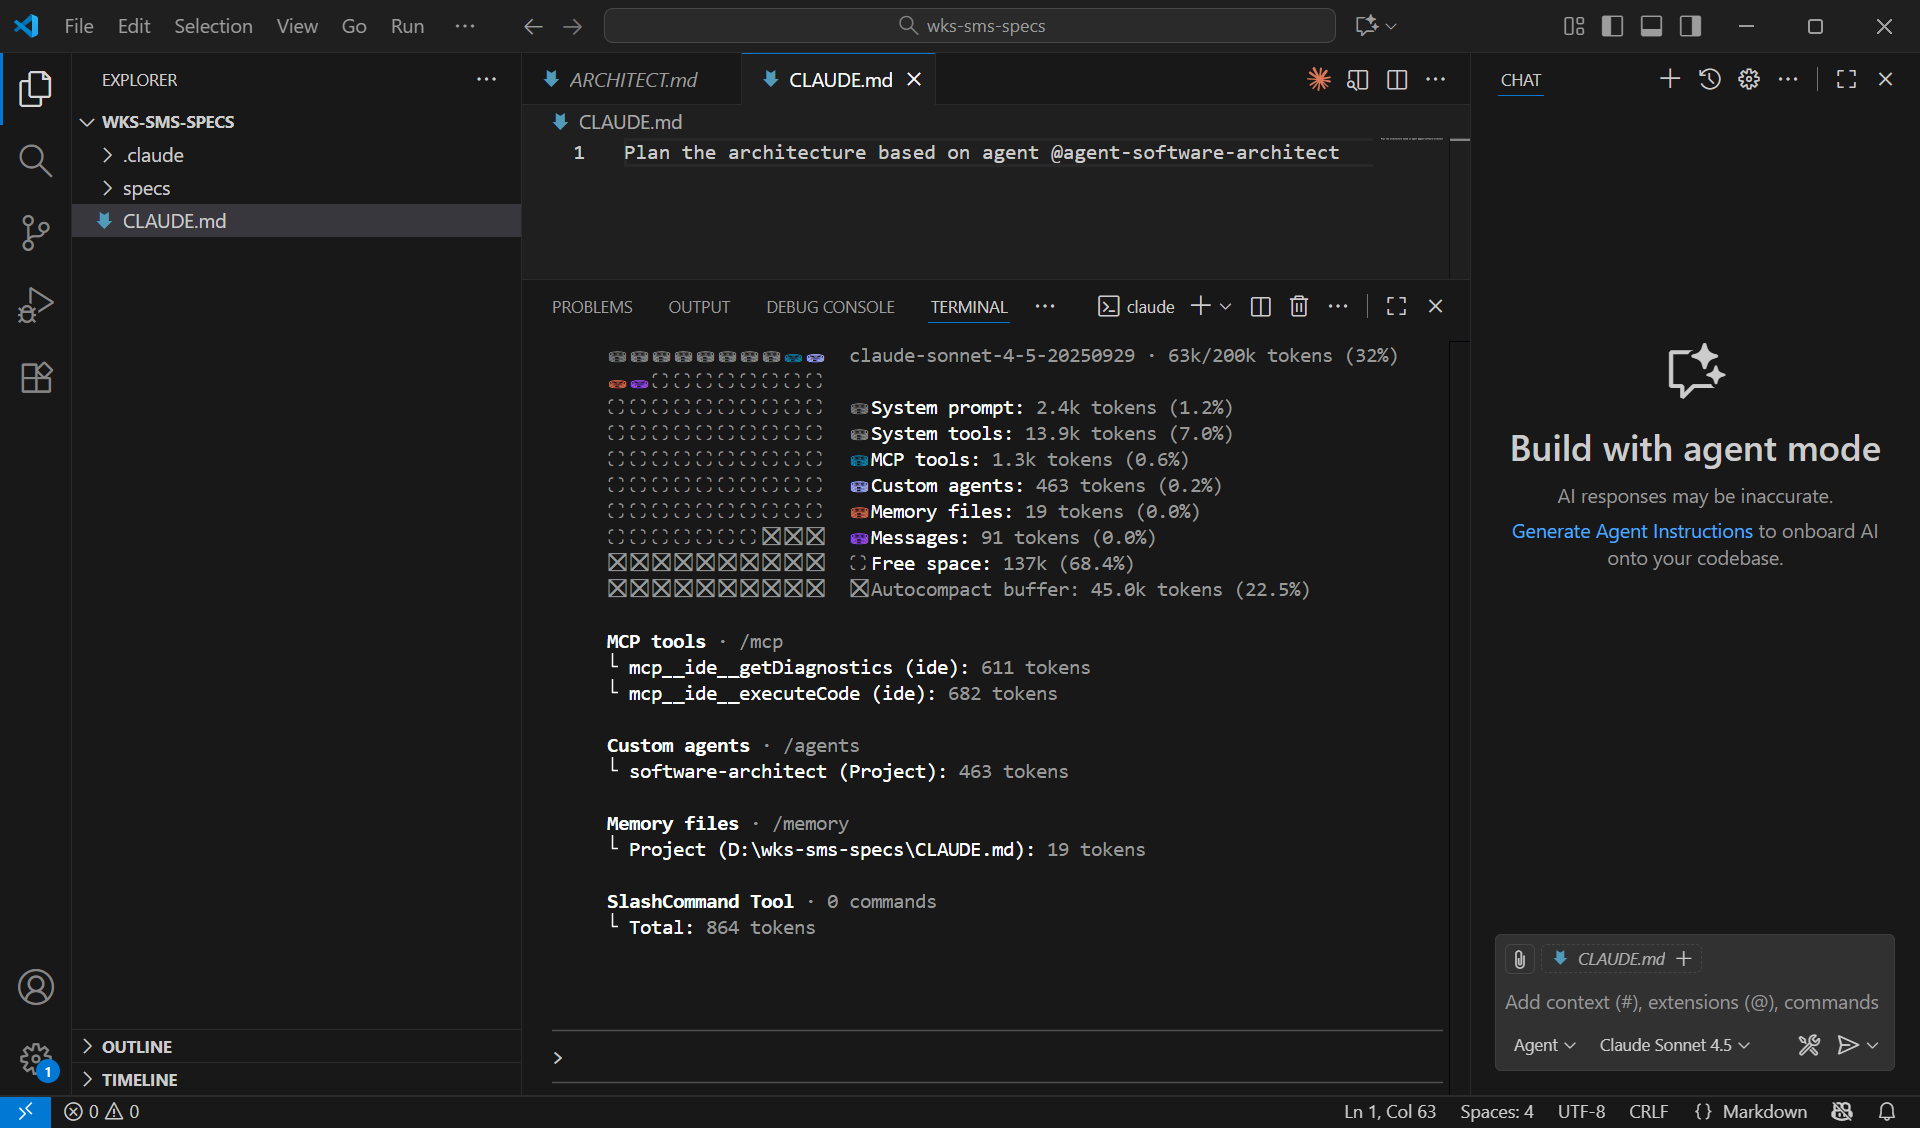 File Edit Selection View Go Run ···
wks-sms-specs
EXPLORER
WKS-SMS-SPECS
.claude
specs
CLAUDE.md
OUTLINE
TIMELINE
ARCHITECT.md
CLAUDE.md
CLAUDE.md
1 Plan the architecture based on agent @agent-software-architect
PROBLEMS OUTPUT DEBUG CONSOLE TERMINAL ··· claude
claude-sonnet-4-5-20250929 · 63k/200k tokens (32%)
System prompt: 2.4k tokens (1.2%)
System tools: 13.9k tokens (7.0%)
MCP tools: 1.3k tokens (0.6%)
Custom agents: 463 tokens (0.2%)
Memory files: 19 tokens (0.0%)
Messages: 91 tokens (0.0%)
Free space: 137k (68.4%)
Autocompact buffer: 45.0k tokens (22.5%)
MCP tools · /mcp
└ mcp__ide__getDiagnostics (ide): 611 tokens
└ mcp__ide__executeCode (ide): 682 tokens
Custom agents · /agents
└ software-architect (Project): 463 tokens
Memory files · /memory
└ Project (D:\wks-sms-specs\CLAUDE.md): 19 tokens
SlashCommand Tool · 0 commands
└ Total: 864 tokens
>
CHAT
Build with agent mode
AI responses may be inaccurate.
Generate Agent Instructions to onboard AI
onto your codebase.
CLAUDE.md
Add context (#), extensions (@), commands
Agent Claude Sonnet 4.5
1
0 0
Ln 1, Col 63 Spaces: 4 UTF-8 CRLF {} Markdown